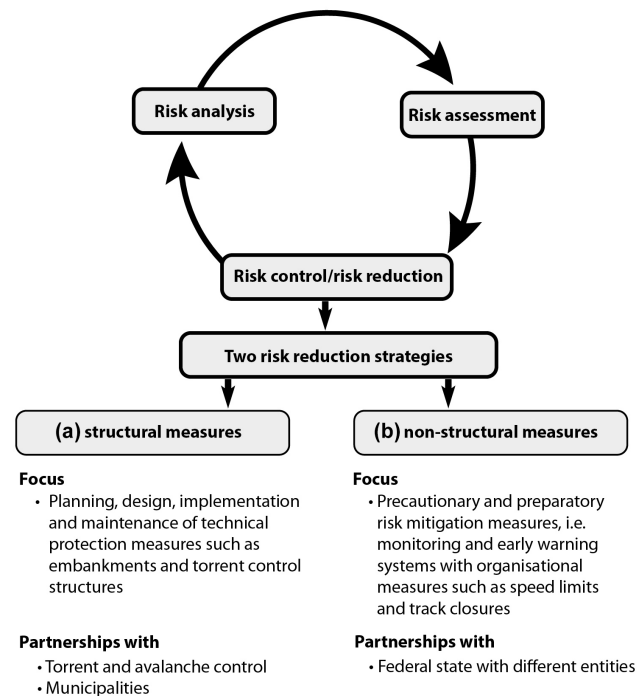 Risk analysis
Risk assessment
Risk control/risk reduction
Two risk reduction strategies
(a) structural measures
Focus
• Planning, design, implementation
and maintenance of technical
protection measures such as
embankments and torrent control
structures
Partnerships with
• Torrent and avalanche control
• Municipalities
(b) non-structural measures
Focus
• Precautionary and preparatory
risk mitigation measures, i.e.
monitoring and early warning
systems with organisational
measures such as speed limits
and track closures
Partnerships with
• Federal state with different entities